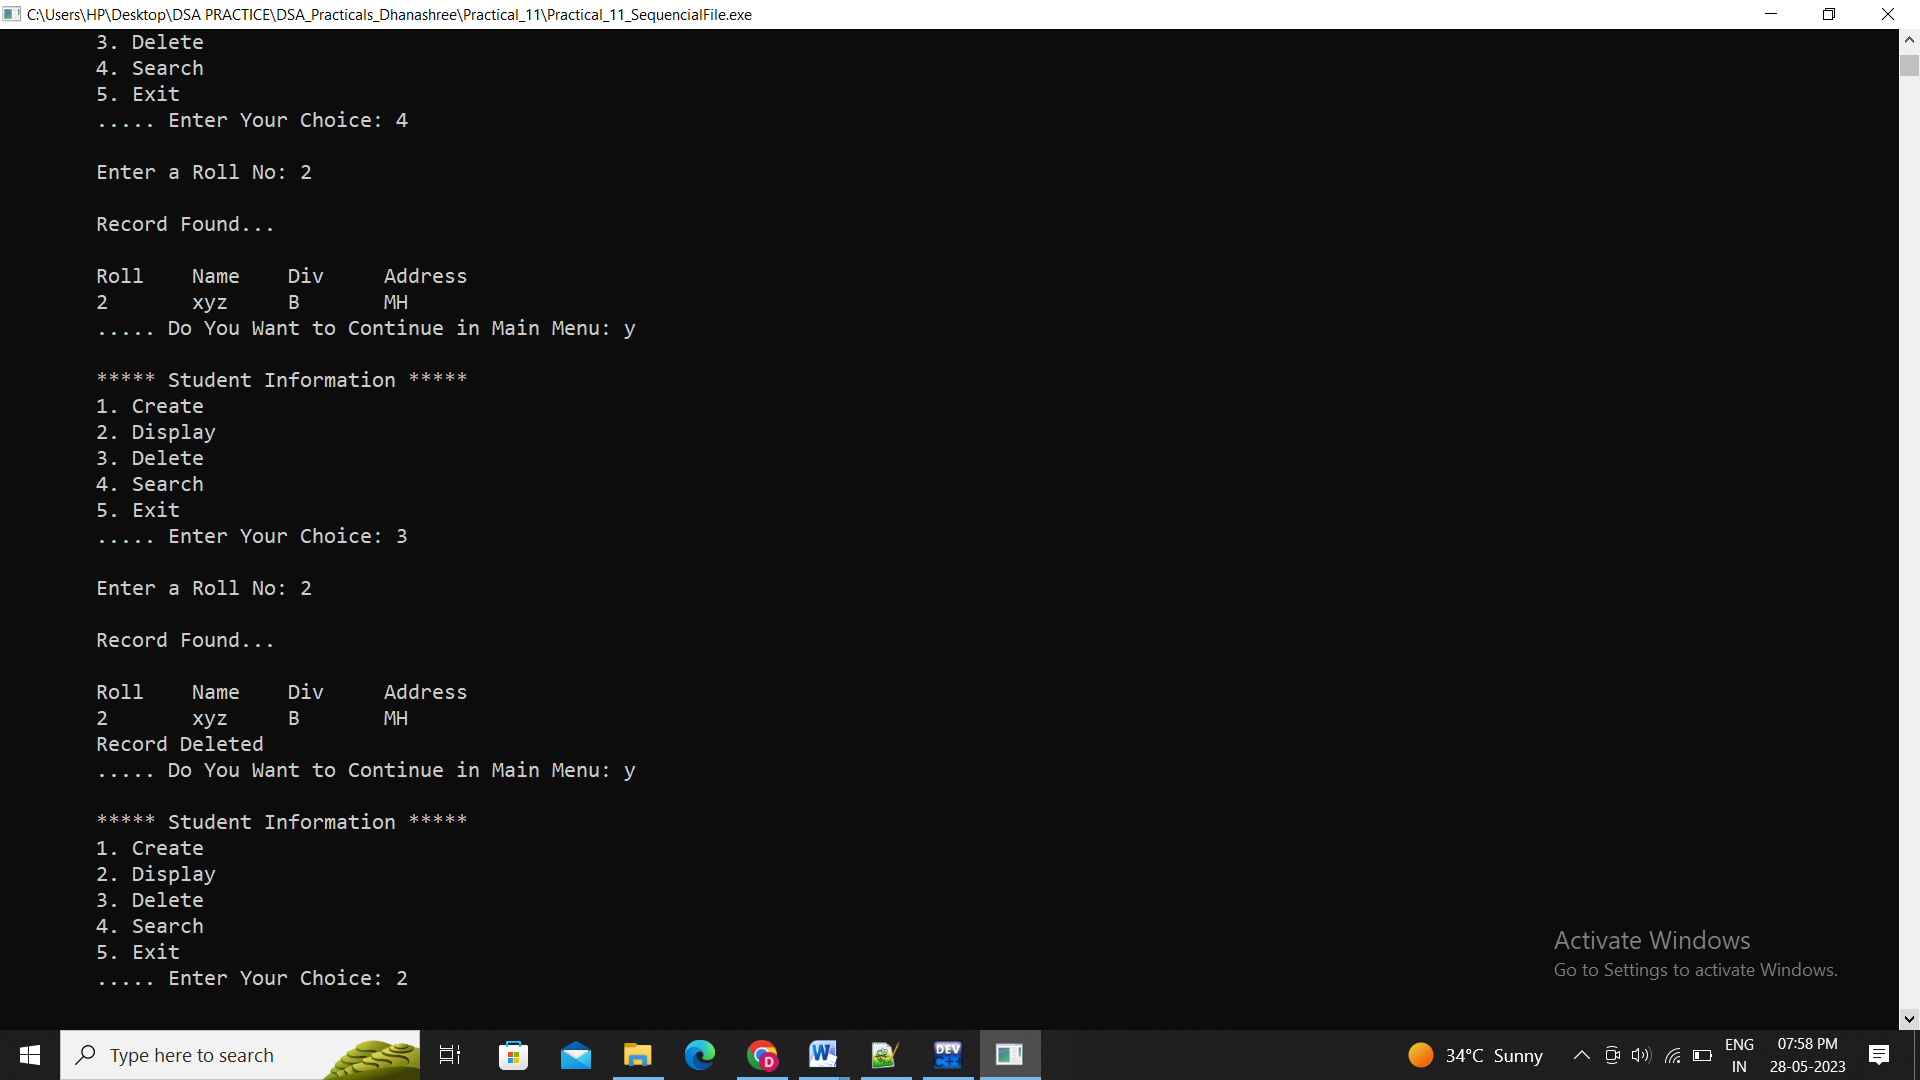 C:\Users\HP\Desktop\DSA PRACTICE\DSA_Practicals_Dhanashree\Practical_11\Practical_11_SequencialFile.exe
3. Delete
4. Search
5. Exit
..... Enter Your Choice: 4
Enter a Roll No: 2
Record Found...
Roll Name Div Address
2 xyz B MH
..... Do You Want to Continue in Main Menu: y
***** Student Information *****
1. Create
2. Display
3. Delete
4. Search
5. Exit
..... Enter Your Choice: 3
Enter a Roll No: 2
Record Found...
Roll Name Div Address
2 xyz B MH
Record Deleted
..... Do You Want to Continue in Main Menu: y
***** Student Information *****
1. Create
2. Display
3. Delete
4. Search
5. Exit
..... Enter Your Choice: 2
Activate Windows
Go to Settings to activate Windows.
Type here to search
D
W
DEV
C++
34°C Sunny
ENG
IN
07:58 PM
28-05-2023